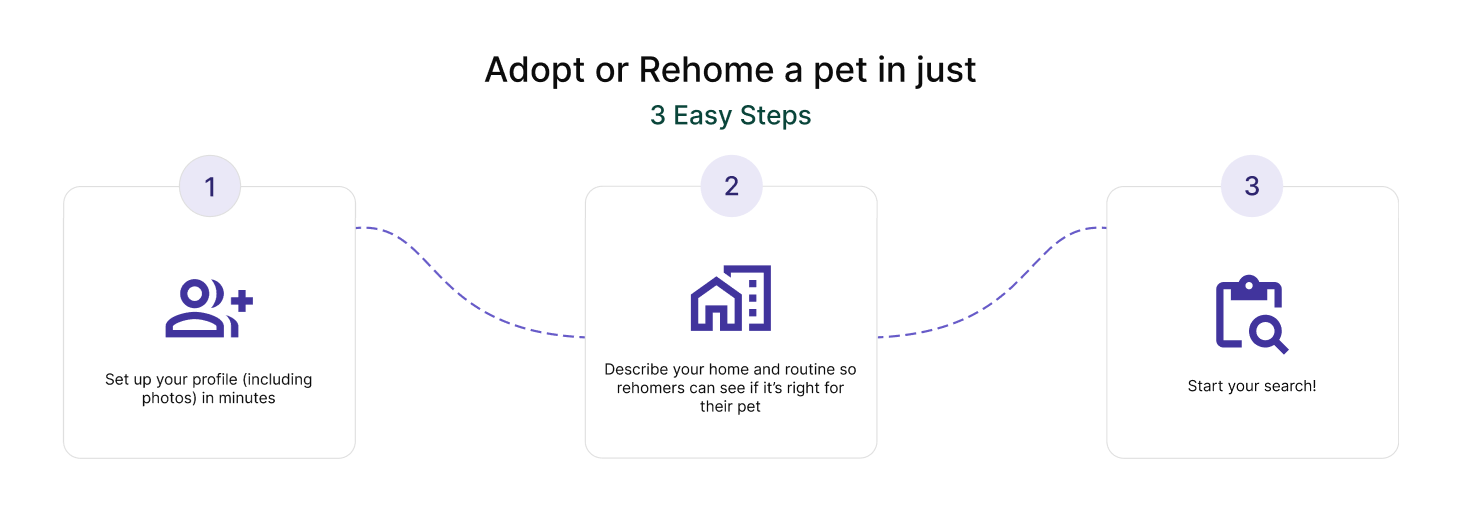 Adopt or Rehome a pet in just
3 Easy Steps
1
Set up your profile (including
photos) in minutes
2
Describe your home and routine so
rehomers can see if it’s right for
their pet
3
Start your search!